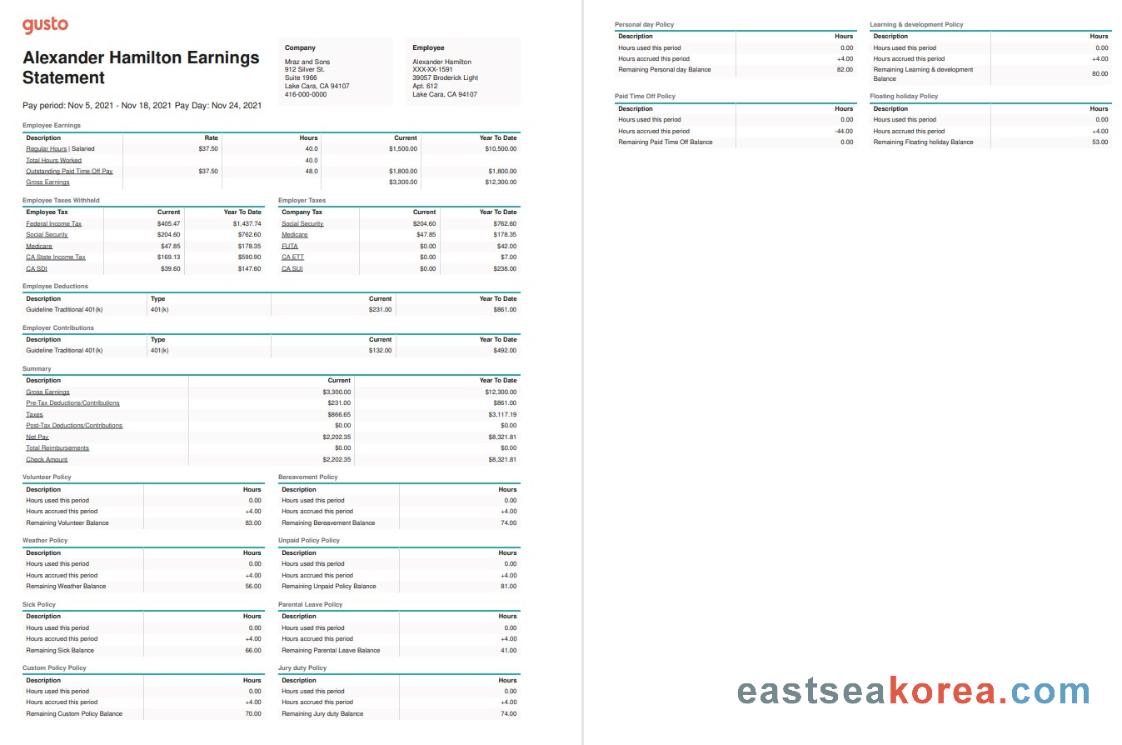 gusto
Alexander Hamilton Earnings
Statement
Pay period: Nov 5, 2021 - Nov 18, 2021 Pay Day: Nov 24, 2021
Company
Mraz and Sons
912 Silver St.
Suite 1966
Lake Cara, CA 94107
416-000-0000
Employee
Alexander Hamilton
XXX-XX-1591
39057 Broderick Light
Apt. 612
Lake Cara, CA 94107
Employee Earnings
Description Rate Hours Current Year To Date
Regular Hours | Salaried $37.50 40.0 $1,500.00 $10,500.00
Total Hours Worked 40.0
Outstanding Paid Time Off Pay $37.50 48.0 $1,800.00 $1,800.00
Gross Earnings $3,300.00 $12,300.00
Employee Taxes Withheld
Employee Tax Current Year To Date
Federal Income Tax $405.47 $1,437.74
Social Security $204.60 $762.60
Medicare $47.85 $178.35
CA State Income Tax $169.13 $590.90
CA SDI $39.60 $147.60
Employer Taxes
Company Tax Current Year To Date
Social Security $204.60 $762.60
Medicare $47.85 $178.35
FUTA $0.00 $42.00
CA ETT $0.00 $7.00
CA SUI $0.00 $238.00
Employee Deductions
Description Type Current Year To Date
Guideline Traditional 401(k) 401(k) $231.00 $861.00
Employer Contributions
Description Type Current Year To Date
Guideline Traditional 401(k) 401(k) $132.00 $492.00
Summary
Description Current Year To Date
Gross Earnings $3,300.00 $12,300.00
Pre-Tax Deductions/Contributions $231.00 $861.00
Taxes $866.65 $3,117.19
Post-Tax Deductions/Contributions $0.00 $0.00
Net Pay $2,202.35 $8,321.81
Total Reimbursements $0.00 $0.00
Check Amount $2,202.35 $8,321.81
Volunteer Policy
Description Hours
Hours used this period 0.00
Hours accrued this period +4.00
Remaining Volunteer Balance 83.00
Bereavement Policy
Description Hours
Hours used this period 0.00
Hours accrued this period +4.00
Remaining Bereavement Balance 74.00
Weather Policy
Description Hours
Hours used this period 0.00
Hours accrued this period +4.00
Remaining Weather Balance 56.00
Unpaid Policy Policy
Description Hours
Hours used this period 0.00
Hours accrued this period +4.00
Remaining Unpaid Policy Balance 81.00
Sick Policy
Description Hours
Hours used this period 0.00
Hours accrued this period +4.00
Remaining Sick Balance 66.00
Parental Leave Policy
Description Hours
Hours used this period 0.00
Hours accrued this period +4.00
Remaining Parental Leave Balance 41.00
Custom Policy Policy
Description Hours
Hours used this period 0.00
Hours accrued this period +4.00
Remaining Custom Policy Balance 70.00
Jury duty Policy
Description Hours
Hours used this period 0.00
Hours accrued this period +4.00
Remaining Jury duty Balance 74.00
Personal day Policy
Description Hours
Hours used this period 0.00
Hours accrued this period +4.00
Remaining Personal day Balance 82.00
Learning & development Policy
Description Hours
Hours used this period 0.00
Hours accrued this period +4.00
Remaining Learning & development
Balance 80.00
Paid Time Off Policy
Description Hours
Hours used this period 0.00
Hours accrued this period -44.00
Remaining Paid Time Off Balance 0.00
Floating holiday Policy
Description Hours
Hours used this period 0.00
Hours accrued this period +4.00
Remaining Floating holiday Balance 53.00
eastseakorea.com